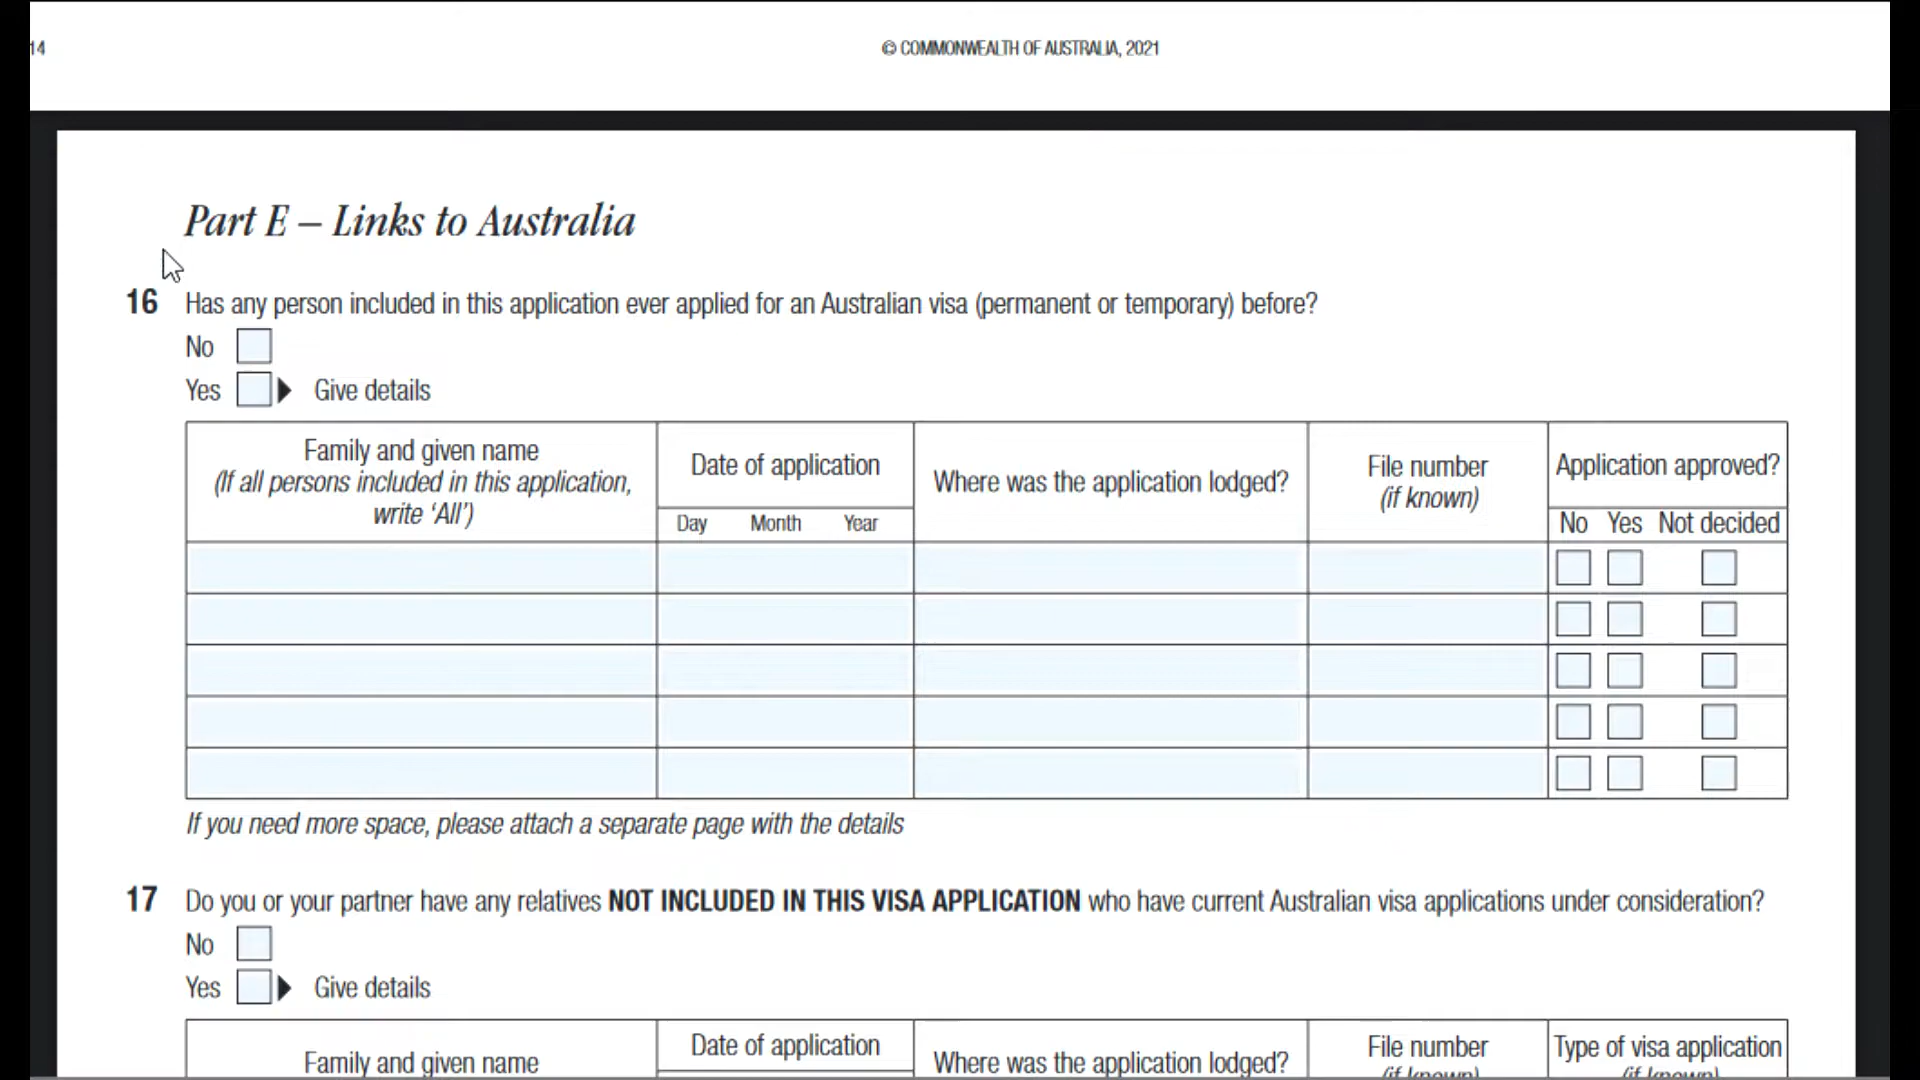 14
© COMMONWEALTH OF AUSTRALIA, 2021
Part E – Links to Australia
16 Has any person included in this application ever applied for an Australian visa (permanent or temporary) before?
No
Yes Give details
Family and given name
(If all persons included in this application,
write ‘All’)
Date of application
Day Month Year
Where was the application lodged?
File number
(if known)
Application approved?
No Yes Not decided
If you need more space, please attach a separate page with the details
17 Do you or your partner have any relatives NOT INCLUDED IN THIS VISA APPLICATION who have current Australian visa applications under consideration?
No
Yes Give details
Family and given name
Date of application
Where was the application lodged?
File number
(if known)
Type of visa application
(if known)